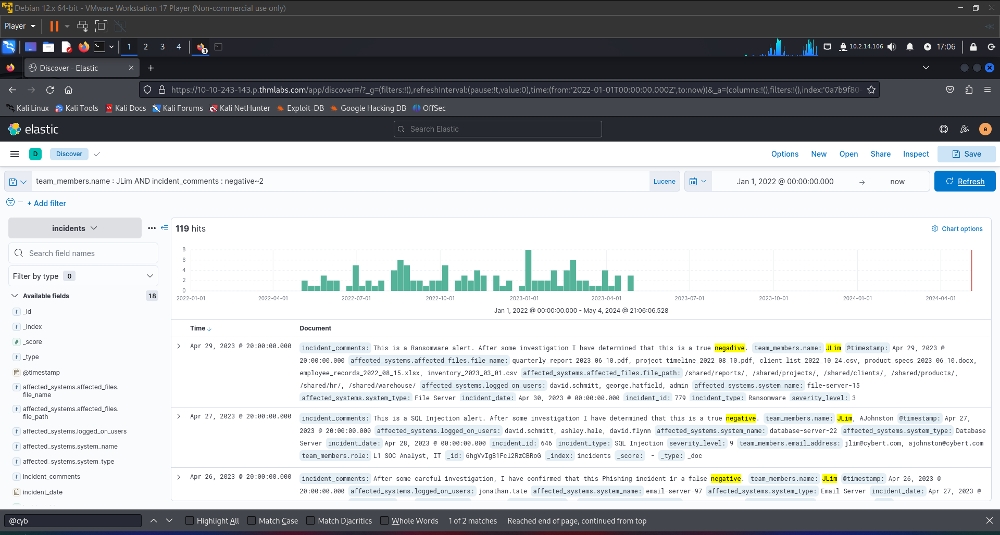 Debian 12.x 64-bit - VMware Workstation 17 Player (Non-commercial use only)
Player
1 2 3 4 3 10.2.14.106 17:06
Discover - Elastic
https://10-10-243-143.p.thmlabs.com/app/discover#/?_g=(filters:!(),refreshInterval:(pause:!t,value:0),time:(from:'2022-01-01T00:00:00.000Z',to:now))&_a=(columns:!(),filters:!(),index:'0a7b9f80-
Kali Linux Kali Tools Kali Docs Kali Forums Kali NetHunter Exploit-DB Google Hacking DB OffSec
elastic Search Elastic e
D Discover Options New Open Share Inspect Save
team_members.name : JLim AND incident_comments : negative~2 Lucene Jan 1, 2022 @ 00:00:00.000 → now Refresh
+ Add filter
incidents 119 hits Chart options
Search field names
Filter by type 0
Available fields 18
t _id
t _index
# _score
t _type
@timestamp
t affected_systems.affected_files.
file_name
t affected_systems.affected_files.
file_path
t affected_systems.logged_on_users
t affected_systems.system_name
t affected_systems.system_type
t incident_comments
incident_date
8
6
4
2
0
2022-01-01 2022-04-01 2022-07-01 2022-10-01 2023-01-01 2023-04-01 2023-07-01 2023-10-01 2024-01-01 2024-04-01
Jan 1, 2022 @ 00:00:00.000 - May 4, 2024 @ 21:06:06.528
Time Document
Apr 29, 2023 @ 20:00:00.000 incident_comments: This is a Ransomware alert. After some investigation I have determined that this is a true negadive. team_members.name: JLim @timestamp: Apr 29, 2023 @
20:00:00.000 affected_systems.affected_files.file_name: quarterly_report_2023_06_10.pdf, project_timeline_2022_08_10.pdf, client_list_2022_10_24.csv, product_specs_2023_06_10.docx,
employee_records_2022_08_15.xlsx, inventory_2023_03_01.csv affected_systems.affected_files.file_path: /shared/reports/, /shared/projects/, /shared/clients/, /shared/products/,
/shared/hr/, /shared/warehouse/ affected_systems.logged_on_users: david.schmitt, george.hatfield, admin affected_systems.system_name: file-server-15
affected_systems.system_type: File Server incident_date: Apr 30, 2023 @ 00:00:00.000 incident_id: 779 incident_type: Ransomware severity_level: 3
Apr 27, 2023 @ 20:00:00.000 incident_comments: This is a SQL Injection alert. After some investigation I have determined that this is a true negative. team_members.name: JLim, AJohnston @timestamp: Apr 27,
2023 @ 20:00:00.000 affected_systems.logged_on_users: david.schmitt, ashley.hale, david.flynn affected_systems.system_name: database-server-22 affected_systems.system_type: Database
Server incident_date: Apr 28, 2023 @ 00:00:00.000 incident_id: 646 incident_type: SQL Injection severity_level: 9 team_members.email_address: jlim@cybert.com, ajohnston@cybert.com
team_members.role: L1 SOC Analyst, IT _id: 6hgVvIgB1Fcl2RzCBRoG _index: incidents _score: - _type: _doc
Apr 26, 2023 @ 20:00:00.000 incident_comments: After some careful investigation, I have confirmed that this Phishing incident ir a false negative. team_members.name: JLim @timestamp: Apr 26, 2023 @
20:00:00.000 affected_systems.logged_on_users: jonathan.tate affected_systems.system_name: email-server-97 affected_systems.system_type: Email Server incident_date: Apr 27, 2023 @
@cyb Highlight All Match Case Match Diacritics Whole Words 1 of 2 matches Reached end of page, continued from top